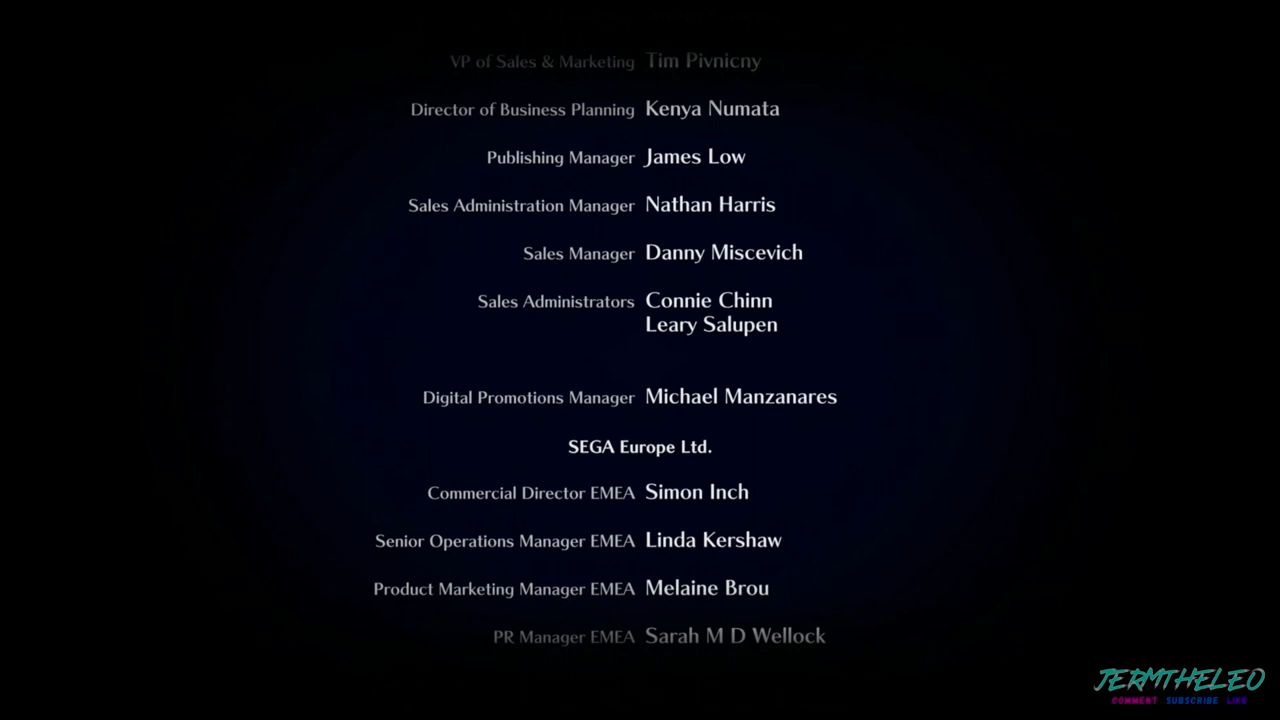 VP of Sales & Marketing Tim Pivnicny
Director of Business Planning Kenya Numata
Publishing Manager James Low
Sales Administration Manager Nathan Harris
Sales Manager Danny Miscevich
Sales Administrators Connie Chinn
Leary Salupen
Digital Promotions Manager Michael Manzanares
SEGA Europe Ltd.
Commercial Director EMEA Simon Inch
Senior Operations Manager EMEA Linda Kershaw
Product Marketing Manager EMEA Melaine Brou
PR Manager EMEA Sarah M D Wellock
JERMTHELEO
COMMENT SUBSCRIBE LIKE